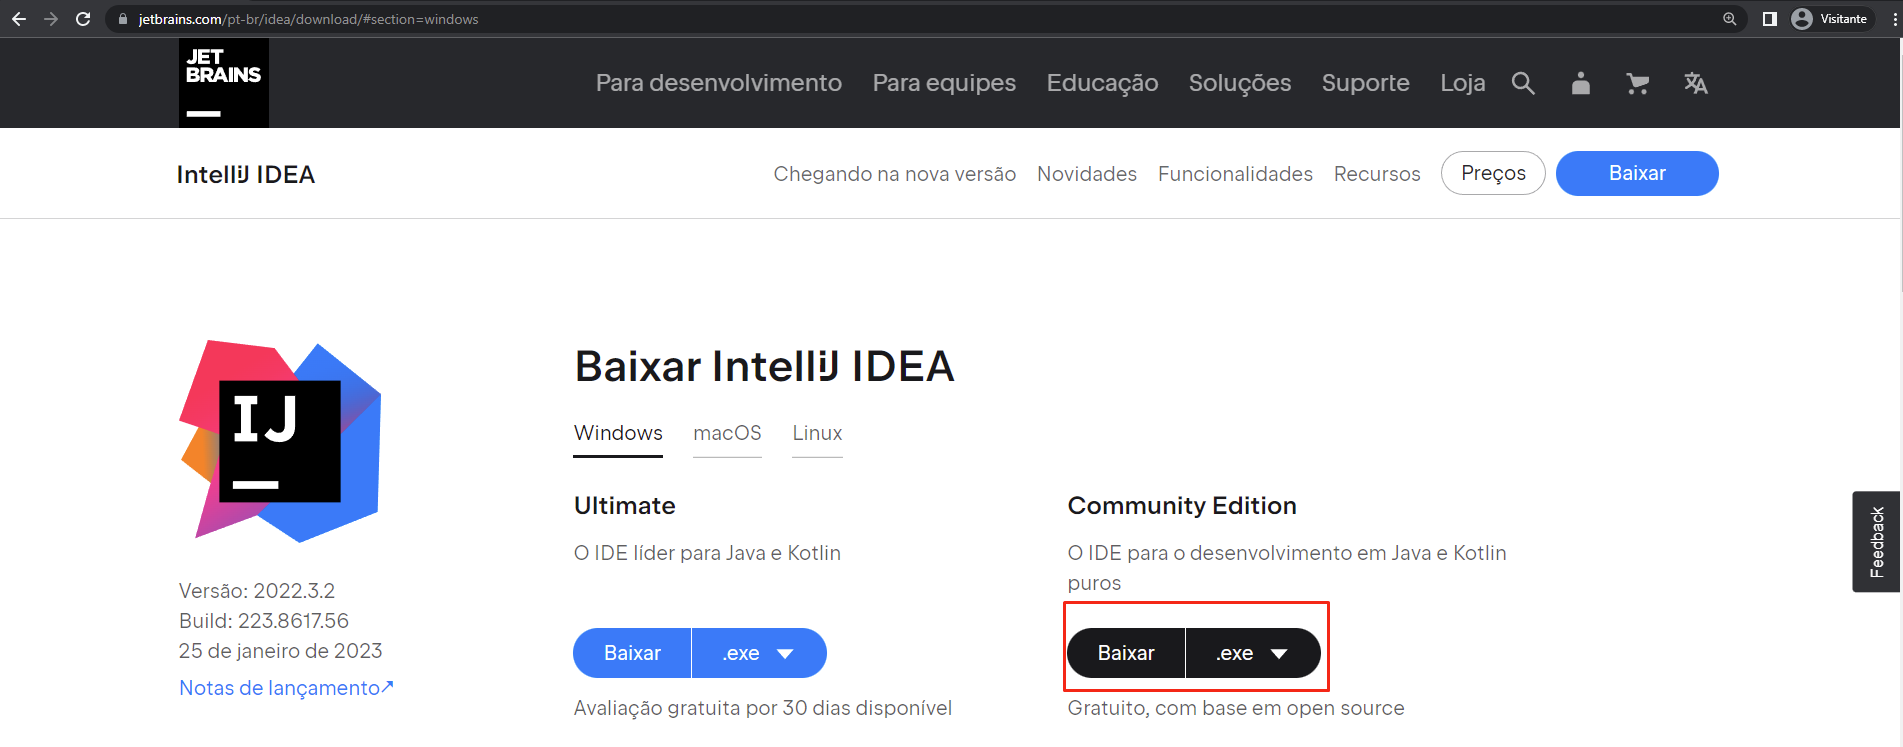 jetbrains.com/pt-br/idea/download/#section=windows
Visitante
JET
BRAINS
Para desenvolvimento Para equipes Educação Soluções Suporte Loja
IntelliJ IDEA
Chegando na nova versão Novidades Funcionalidades Recursos Preços Baixar
IJ
Baixar IntelliJ IDEA
Windows macOS Linux
Ultimate
O IDE líder para Java e Kotlin
Baixar .exe
Avaliação gratuita por 30 dias disponível
Community Edition
O IDE para o desenvolvimento em Java e Kotlin
puros
Baixar .exe
Gratuito, com base em open source
Versão: 2022.3.2
Build: 223.8617.56
25 de janeiro de 2023
Notas de lançamento↗
Feedback